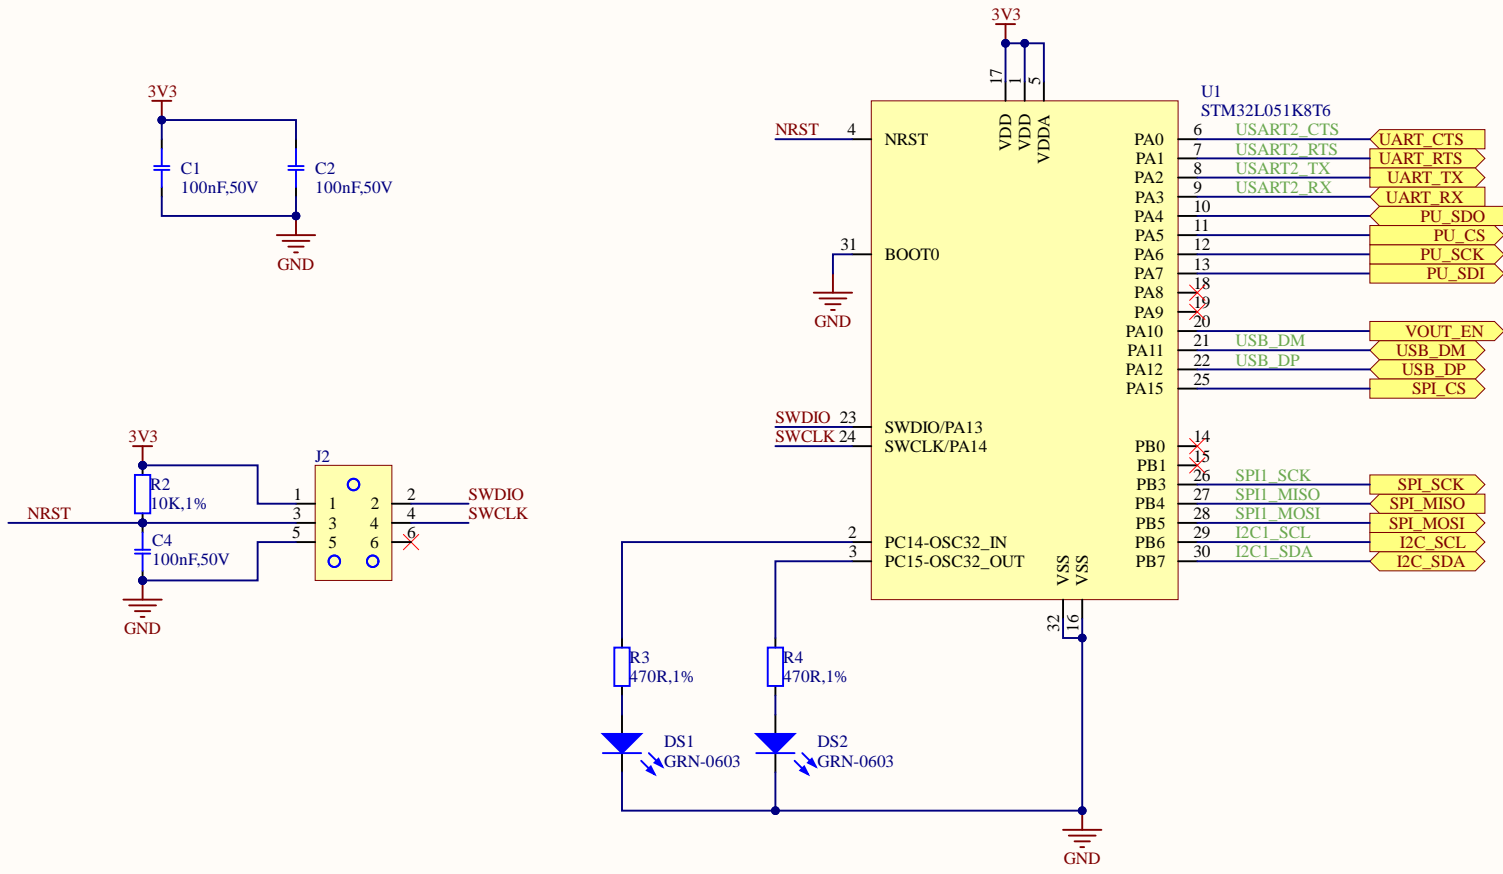 3V3
C1
100nF,50V
C2
100nF,50V
GND
3V3
R2
10K,1%
NRST
C4
100nF,50V
GND
J2
1
3
5
1
3
5
2
4
6
2
4
6
SWDIO
SWCLK
3V3
17
1
5
VDD
VDD
VDDA
U1
STM32L051K8T6
NRST
4
NRST
31
BOOT0
GND
SWDIO
23
SWDIO/PA13
SWCLK
24
SWCLK/PA14
2
PC14-OSC32_IN
3
PC15-OSC32_OUT
PA0
6
USART2_CTS
UART_CTS
PA1
7
USART2_RTS
UART_RTS
PA2
8
USART2_TX
UART_TX
PA3
9
USART2_RX
UART_RX
PA4
10
PU_SDO
PA5
11
PU_CS
PA6
12
PU_SCK
PA7
13
PU_SDI
PA8
18
PA9
19
PA10
20
VOUT_EN
PA11
21
USB_DM
USB_DM
PA12
22
USB_DP
USB_DP
PA15
25
SPI_CS
PB0
14
PB1
15
PB3
26
SPI1_SCK
SPI_SCK
PB4
27
SPI1_MISO
SPI_MISO
PB5
28
SPI1_MOSI
SPI_MOSI
PB6
29
I2C1_SCL
I2C_SCL
PB7
30
I2C1_SDA
I2C_SDA
VSS
VSS
32
16
R3
470R,1%
R4
470R,1%
DS1
GRN-0603
DS2
GRN-0603
GND